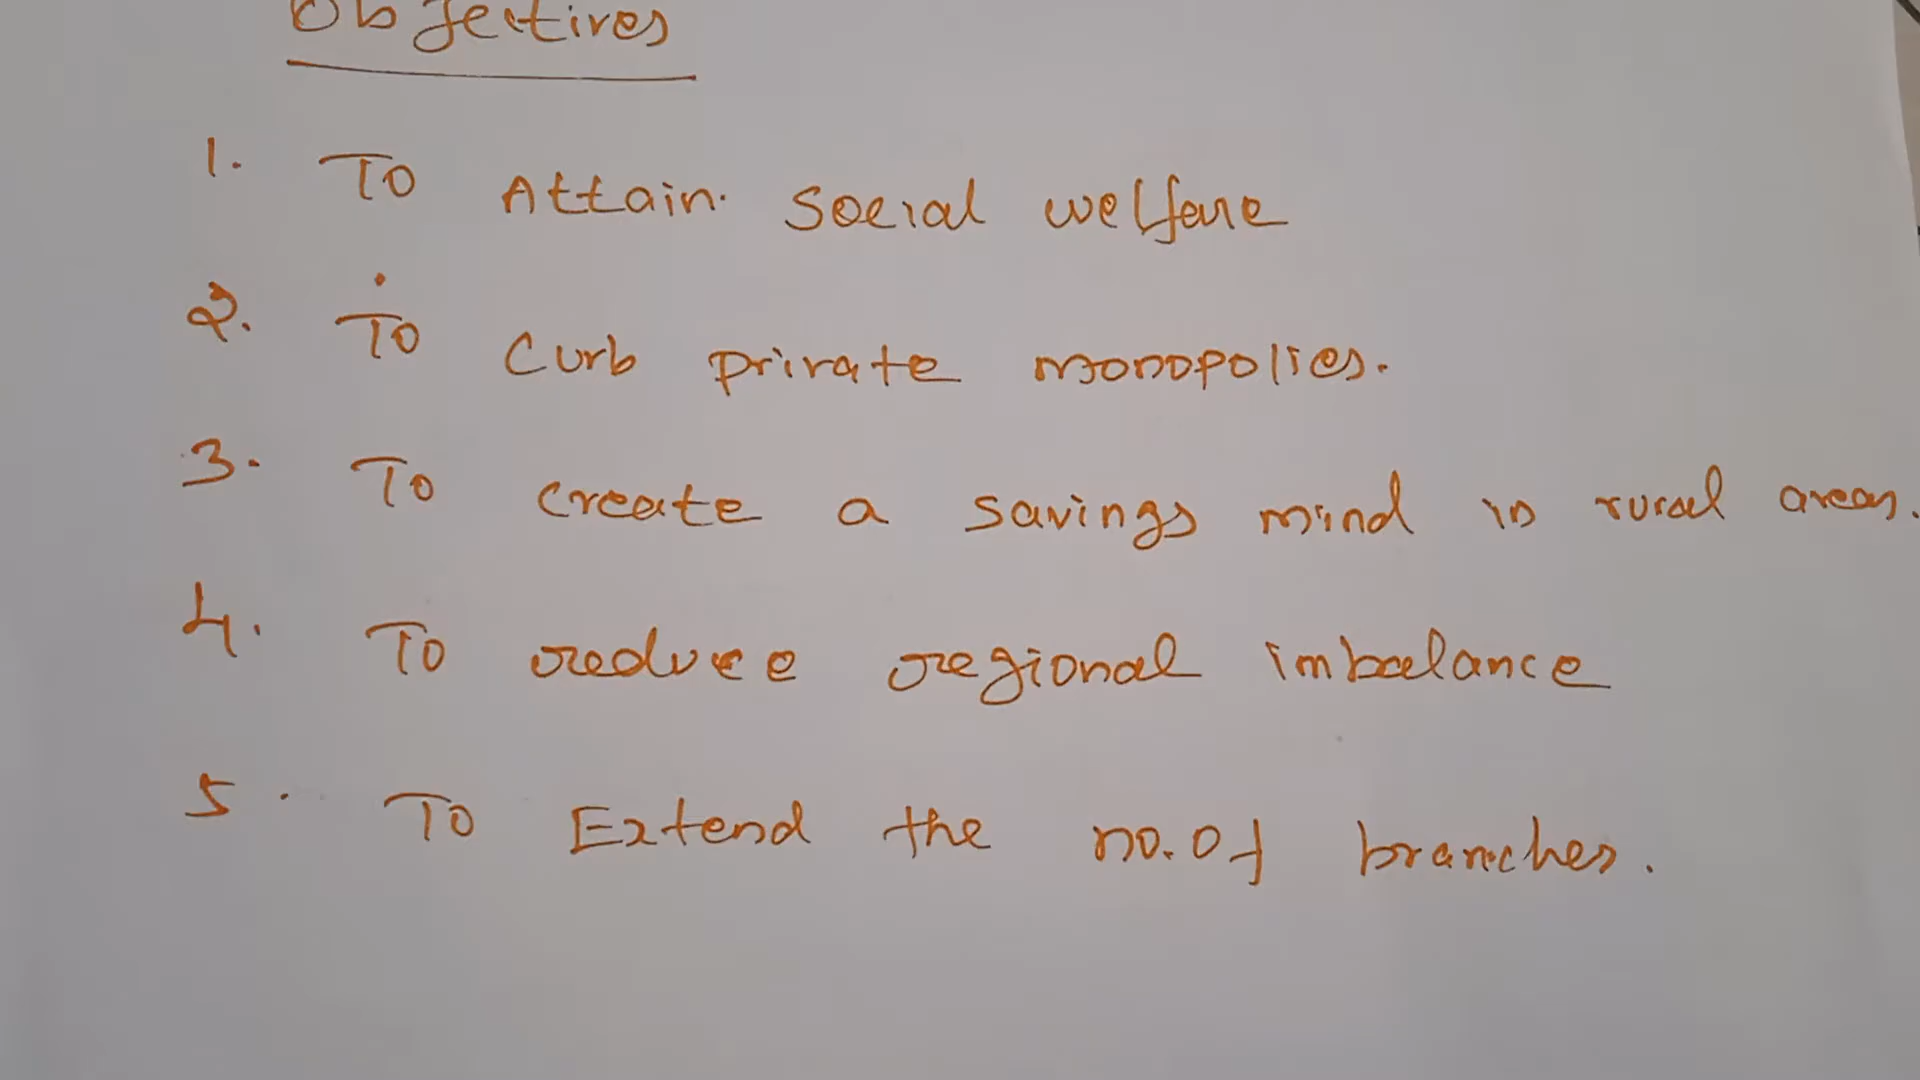 Objectives
1. To Attain Social welfare
2. To Curb private monopolies.
3. To create a savings mind in rural areas.
4. To reduce regional imbalance
5. To Extend the no. of branches.